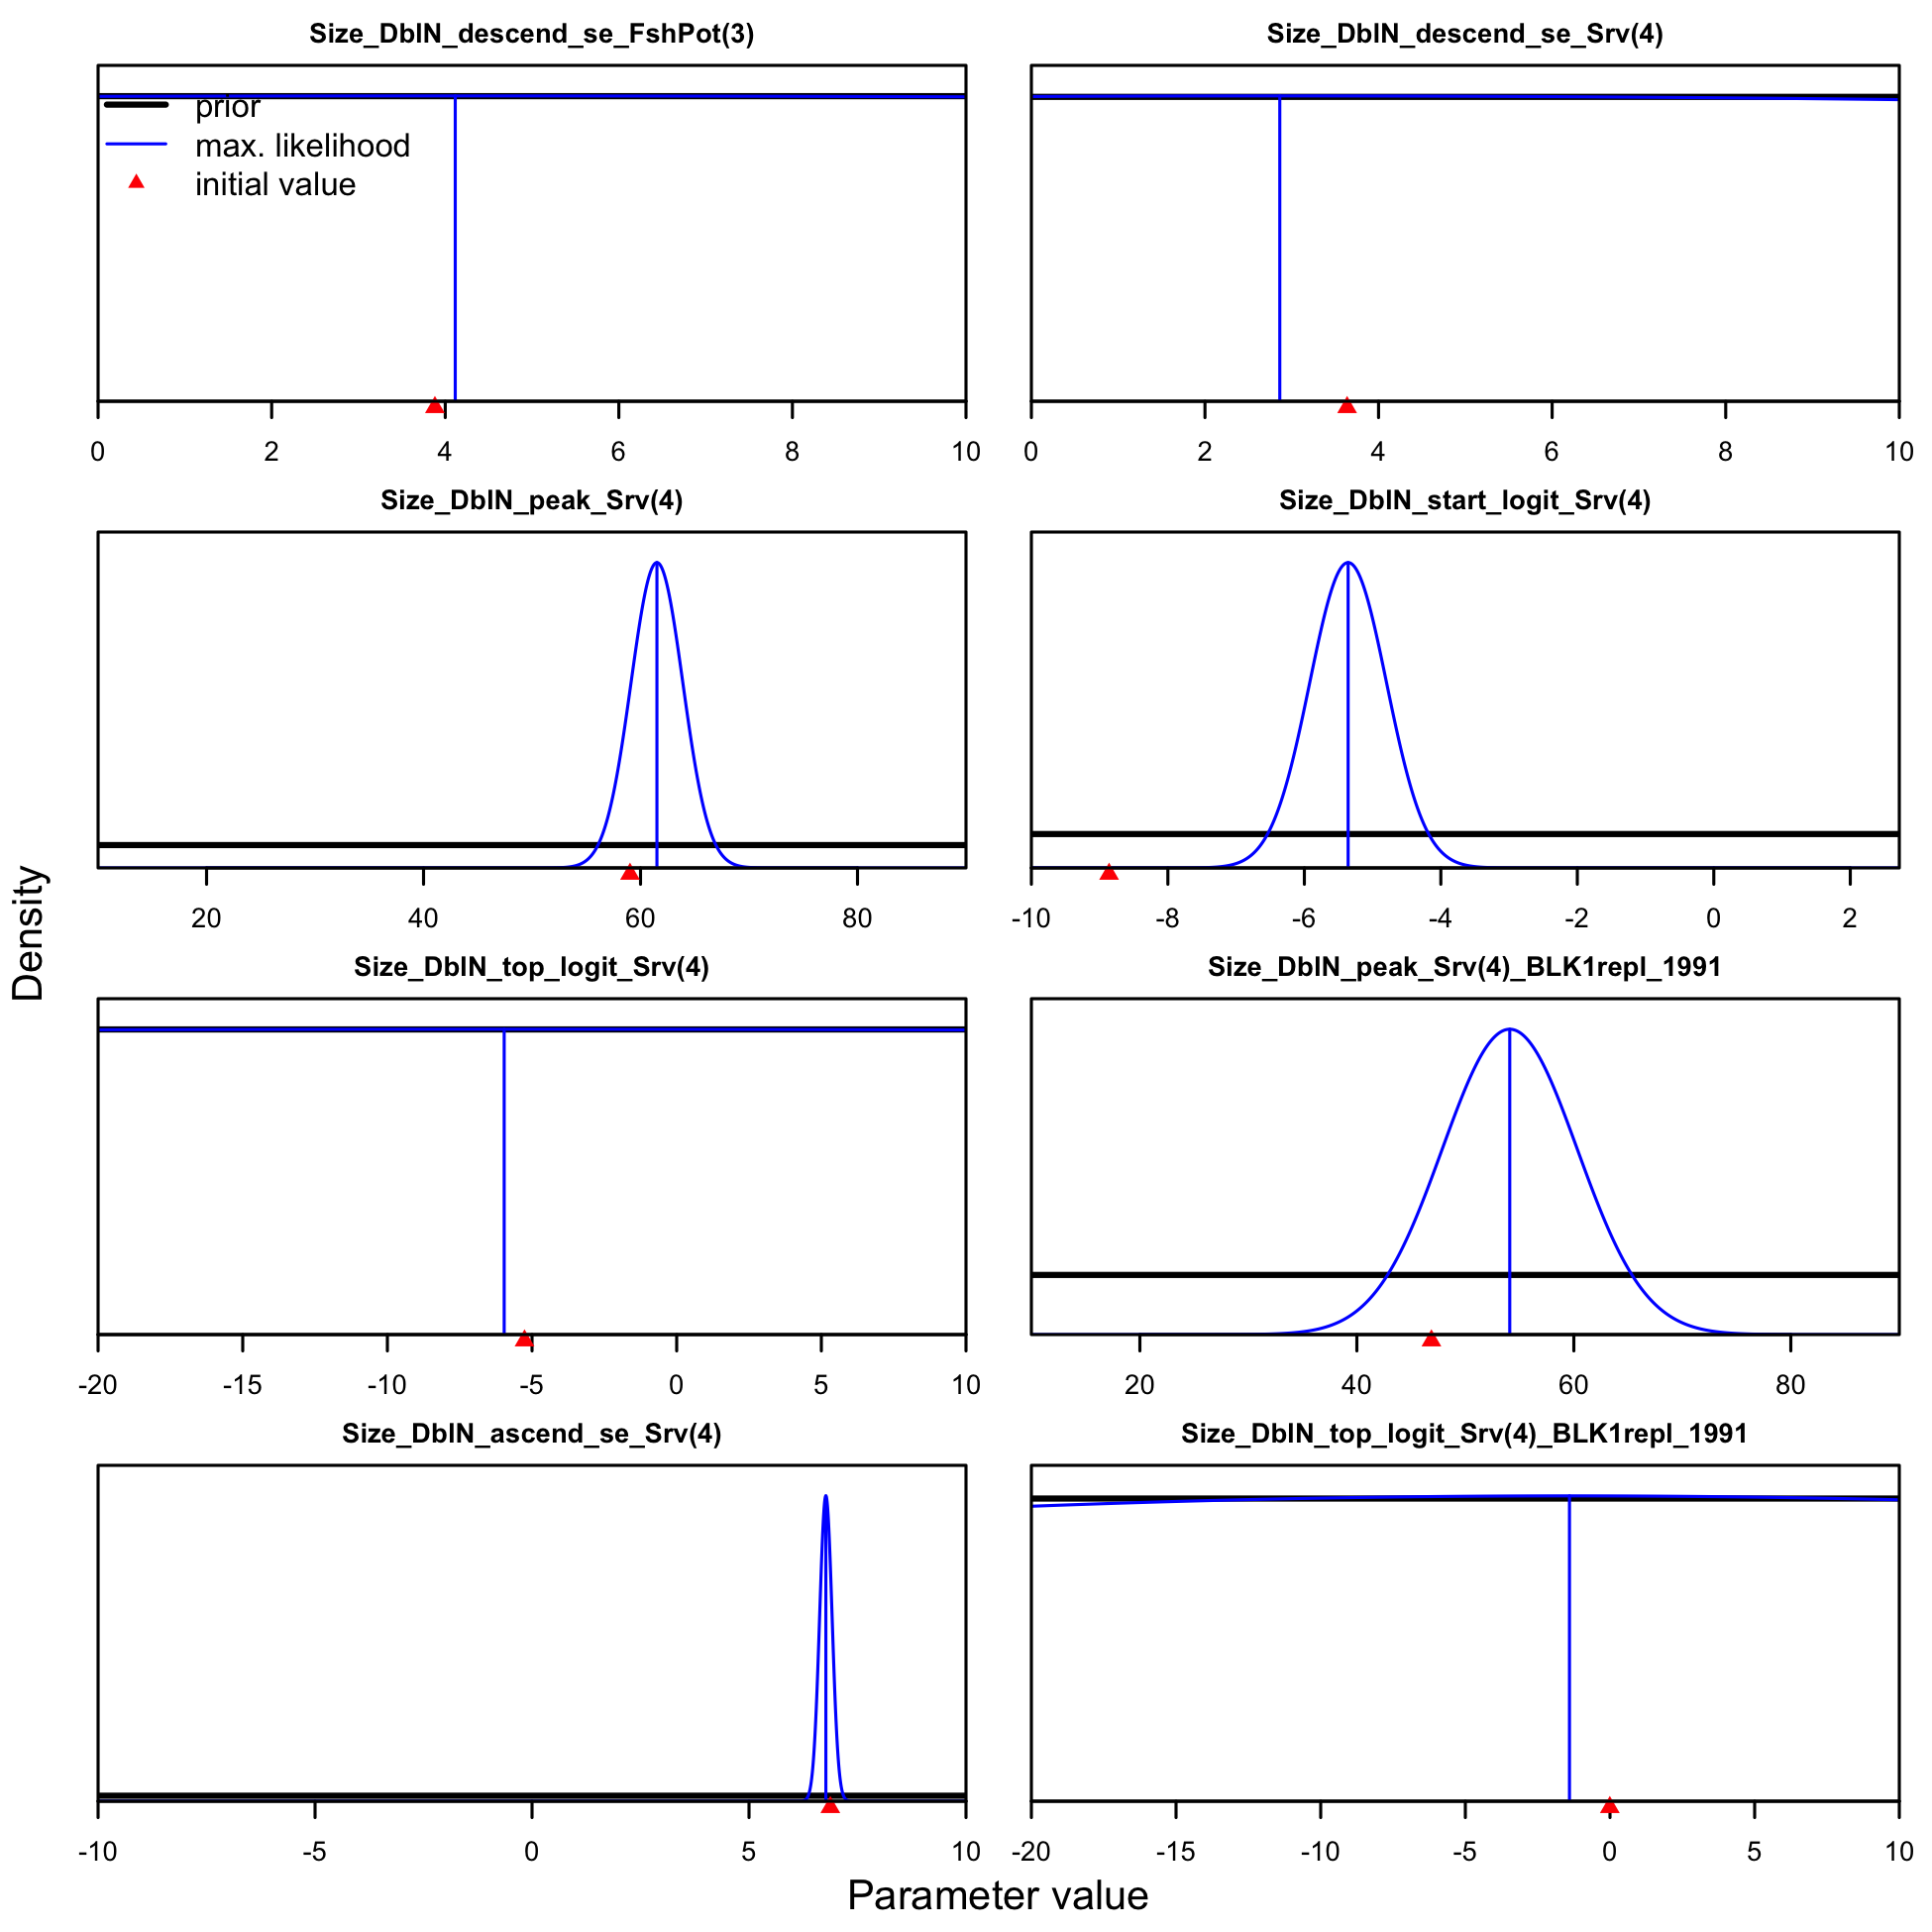 Size_DblN_descend_se_FshPot(3)
Size_DblN_descend_se_Srv(4)
prior
max. likelihood
initial value
0 2 4 6 8 10
0 2 4 6 8 10
Size_DblN_peak_Srv(4)
Size_DblN_start_logit_Srv(4)
20 40 60 80
-10 -8 -6 -4 -2 0 2
Density
Size_DblN_top_logit_Srv(4)
Size_DblN_peak_Srv(4)_BLK1repl_1991
-20 -15 -10 -5 0 5 10
20 40 60 80
Size_DblN_ascend_se_Srv(4)
Size_DblN_top_logit_Srv(4)_BLK1repl_1991
-10 -5 0 5 10
-20 -15 -10 -5 0 5 10
Parameter value